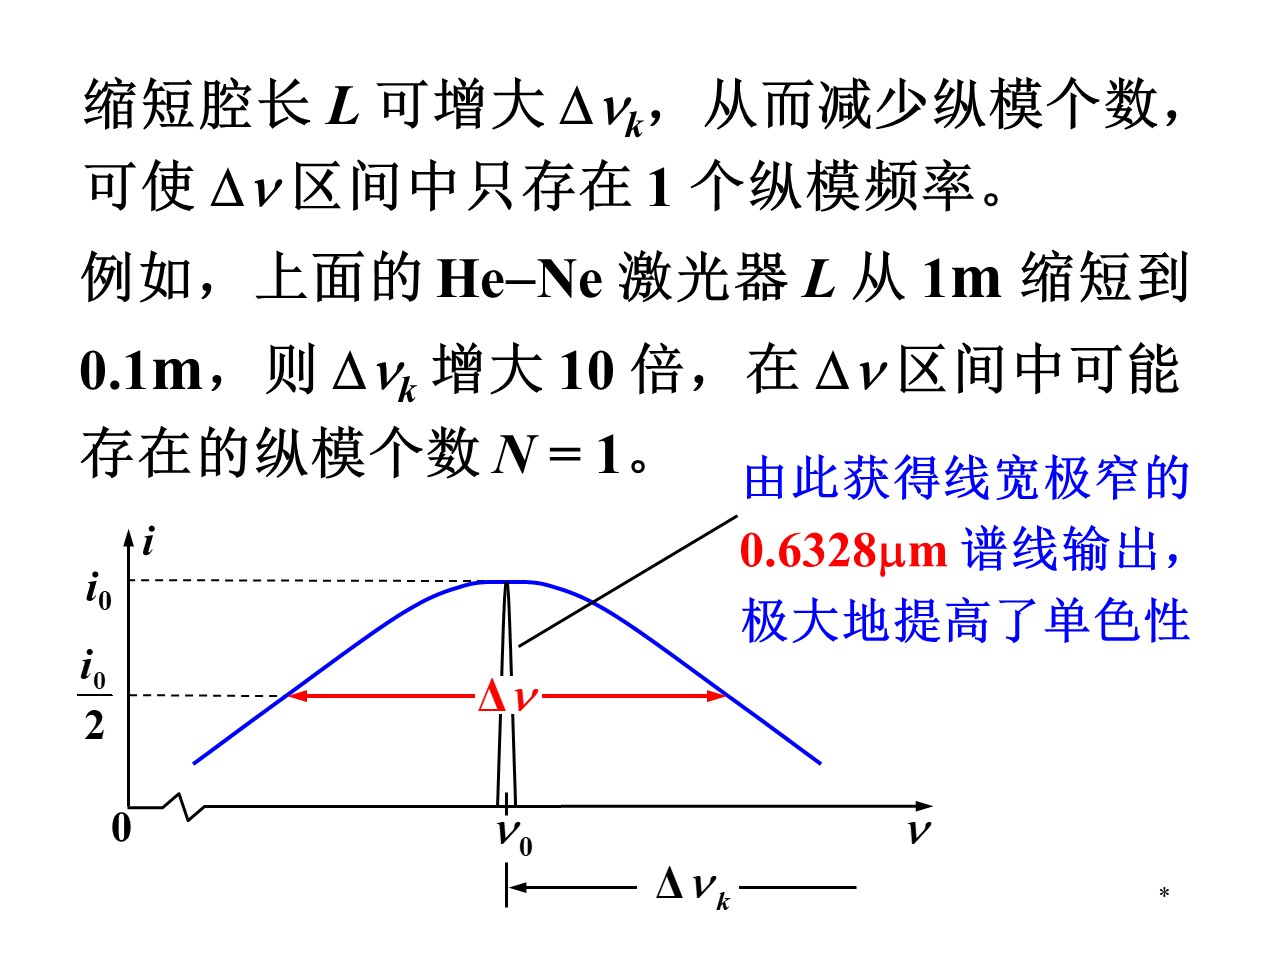 缩短腔长 L 可增大 Δνk，从而减少纵模个数，
可使 Δν 区间中只存在 1 个纵模频率。
例如，上面的 He–Ne 激光器 L 从 1m 缩短到
0.1m，则 Δνk 增大 10 倍，在 Δν 区间中可能
存在的纵模个数 N = 1。
由此获得线宽极窄的
0.6328μm 谱线输出，
极大地提高了单色性
i
i0
i0
2
Δν
0
ν0
ν
Δνk
*